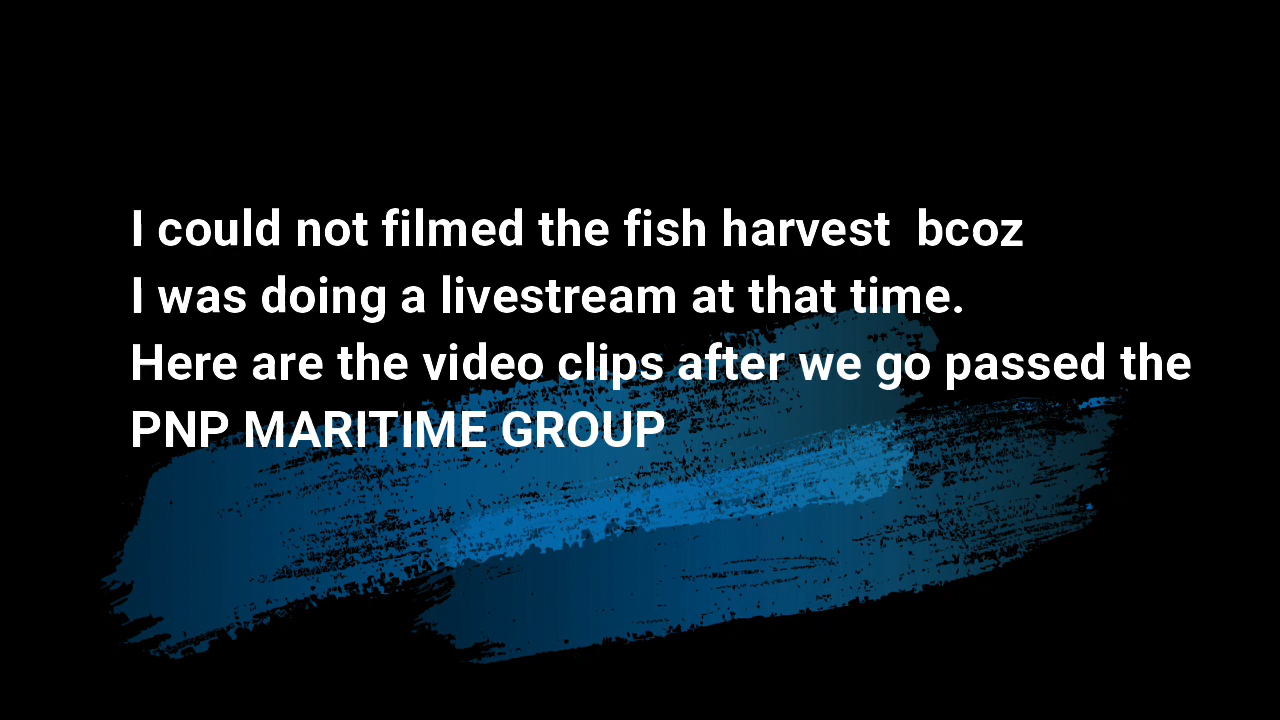 I could not filmed the fish harvest  bcoz
I was doing a livestream at that time.
Here are the video clips after we go passed the
PNP MARITIME GROUP